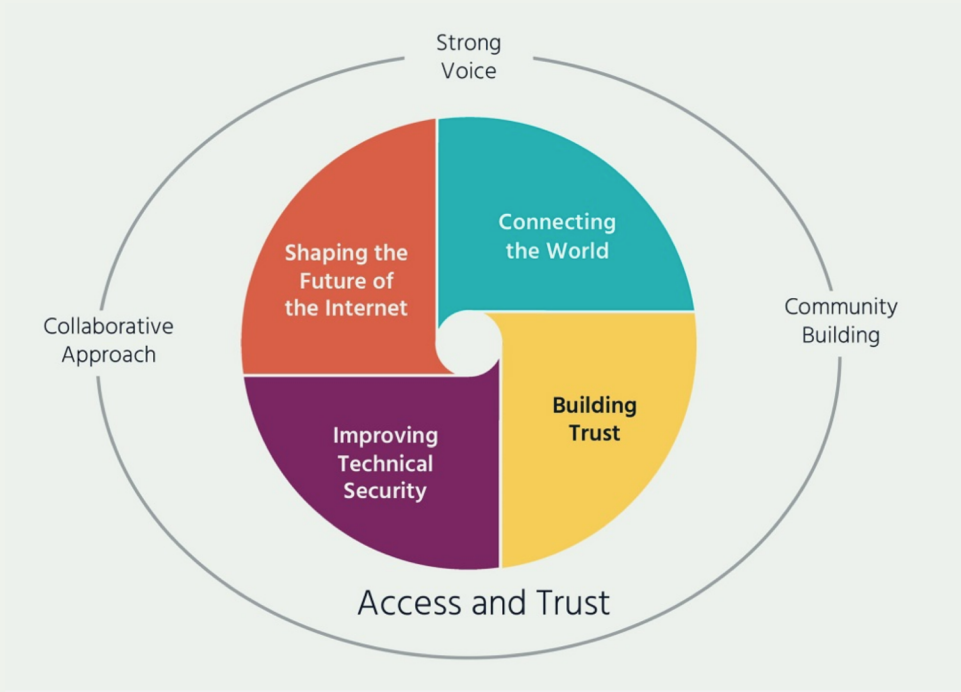 Strong
Voice
Connecting
the World
Shaping the
Future of
the Internet
Collaborative
Approach
Community
Building
Building
Trust
Improving
Technical
Security
Access and Trust